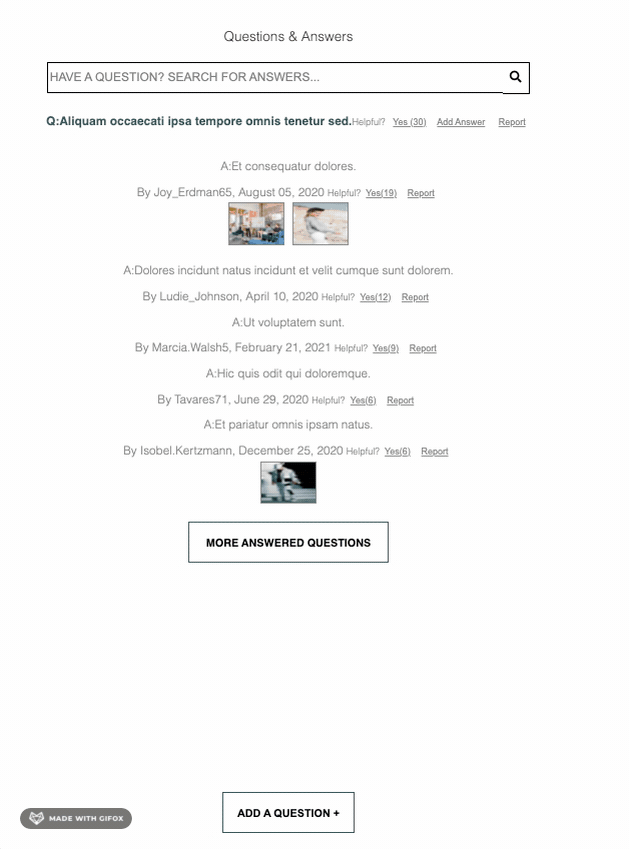 Questions & Answers
HAVE A QUESTION? SEARCH FOR ANSWERS...
Q:Aliquam occaecati ipsa tempore omnis tenetur sed.Helpful? Yes (30) Add Answer Report
A:Et consequatur dolores.
By Joy_Erdman65, August 05, 2020 Helpful? Yes(19) Report
A:Dolores incidunt natus incidunt et velit cumque sunt dolorem.
By Ludie_Johnson, April 10, 2020 Helpful? Yes(12) Report
A:Ut voluptatem sunt.
By Marcia.Walsh5, February 21, 2021 Helpful? Yes(9) Report
A:Hic quis odit qui doloremque.
By Tavares71, June 29, 2020 Helpful? Yes(6) Report
A:Et pariatur omnis ipsam natus.
By Isobel.Kertzmann, December 25, 2020 Helpful? Yes(6) Report
MORE ANSWERED QUESTIONS
ADD A QUESTION +
MADE WITH GIFOX